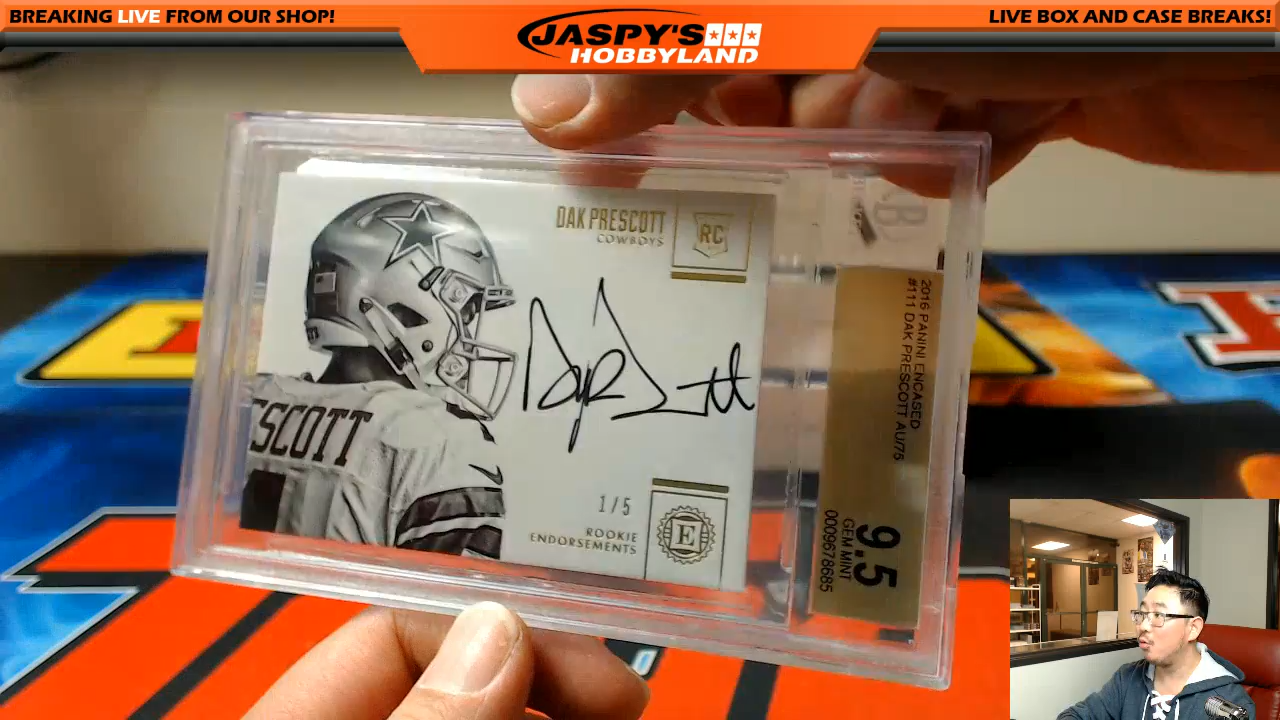 BREAKING LIVE FROM OUR SHOP!
JASPY'S
HOBBYLAND
LIVE BOX AND CASE BREAKS!
DAK PRESCOTT
COWBOYS
RC
SCOTT
1/5
ROOKIE
ENDORSEMENTS
E
2016 PANINI ENCASED
#111 DAK PRESCOTT AU/75
9.5
GEM MINT
0009678685